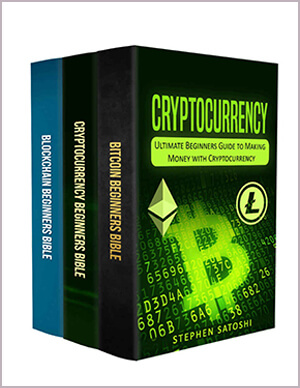 BLOCKCHAIN BEGINNERS BIBLE
CRYPTOCURRENCY BEGINNERS BIBLE
BITCOIN BEGINNERS BIBLE
CRYPTOCURRENCY
ULTIMATE BEGINNERS GUIDE TO MAKING
MONEY WITH CRYPTOCURRENCY
STEPHEN SATOSHI